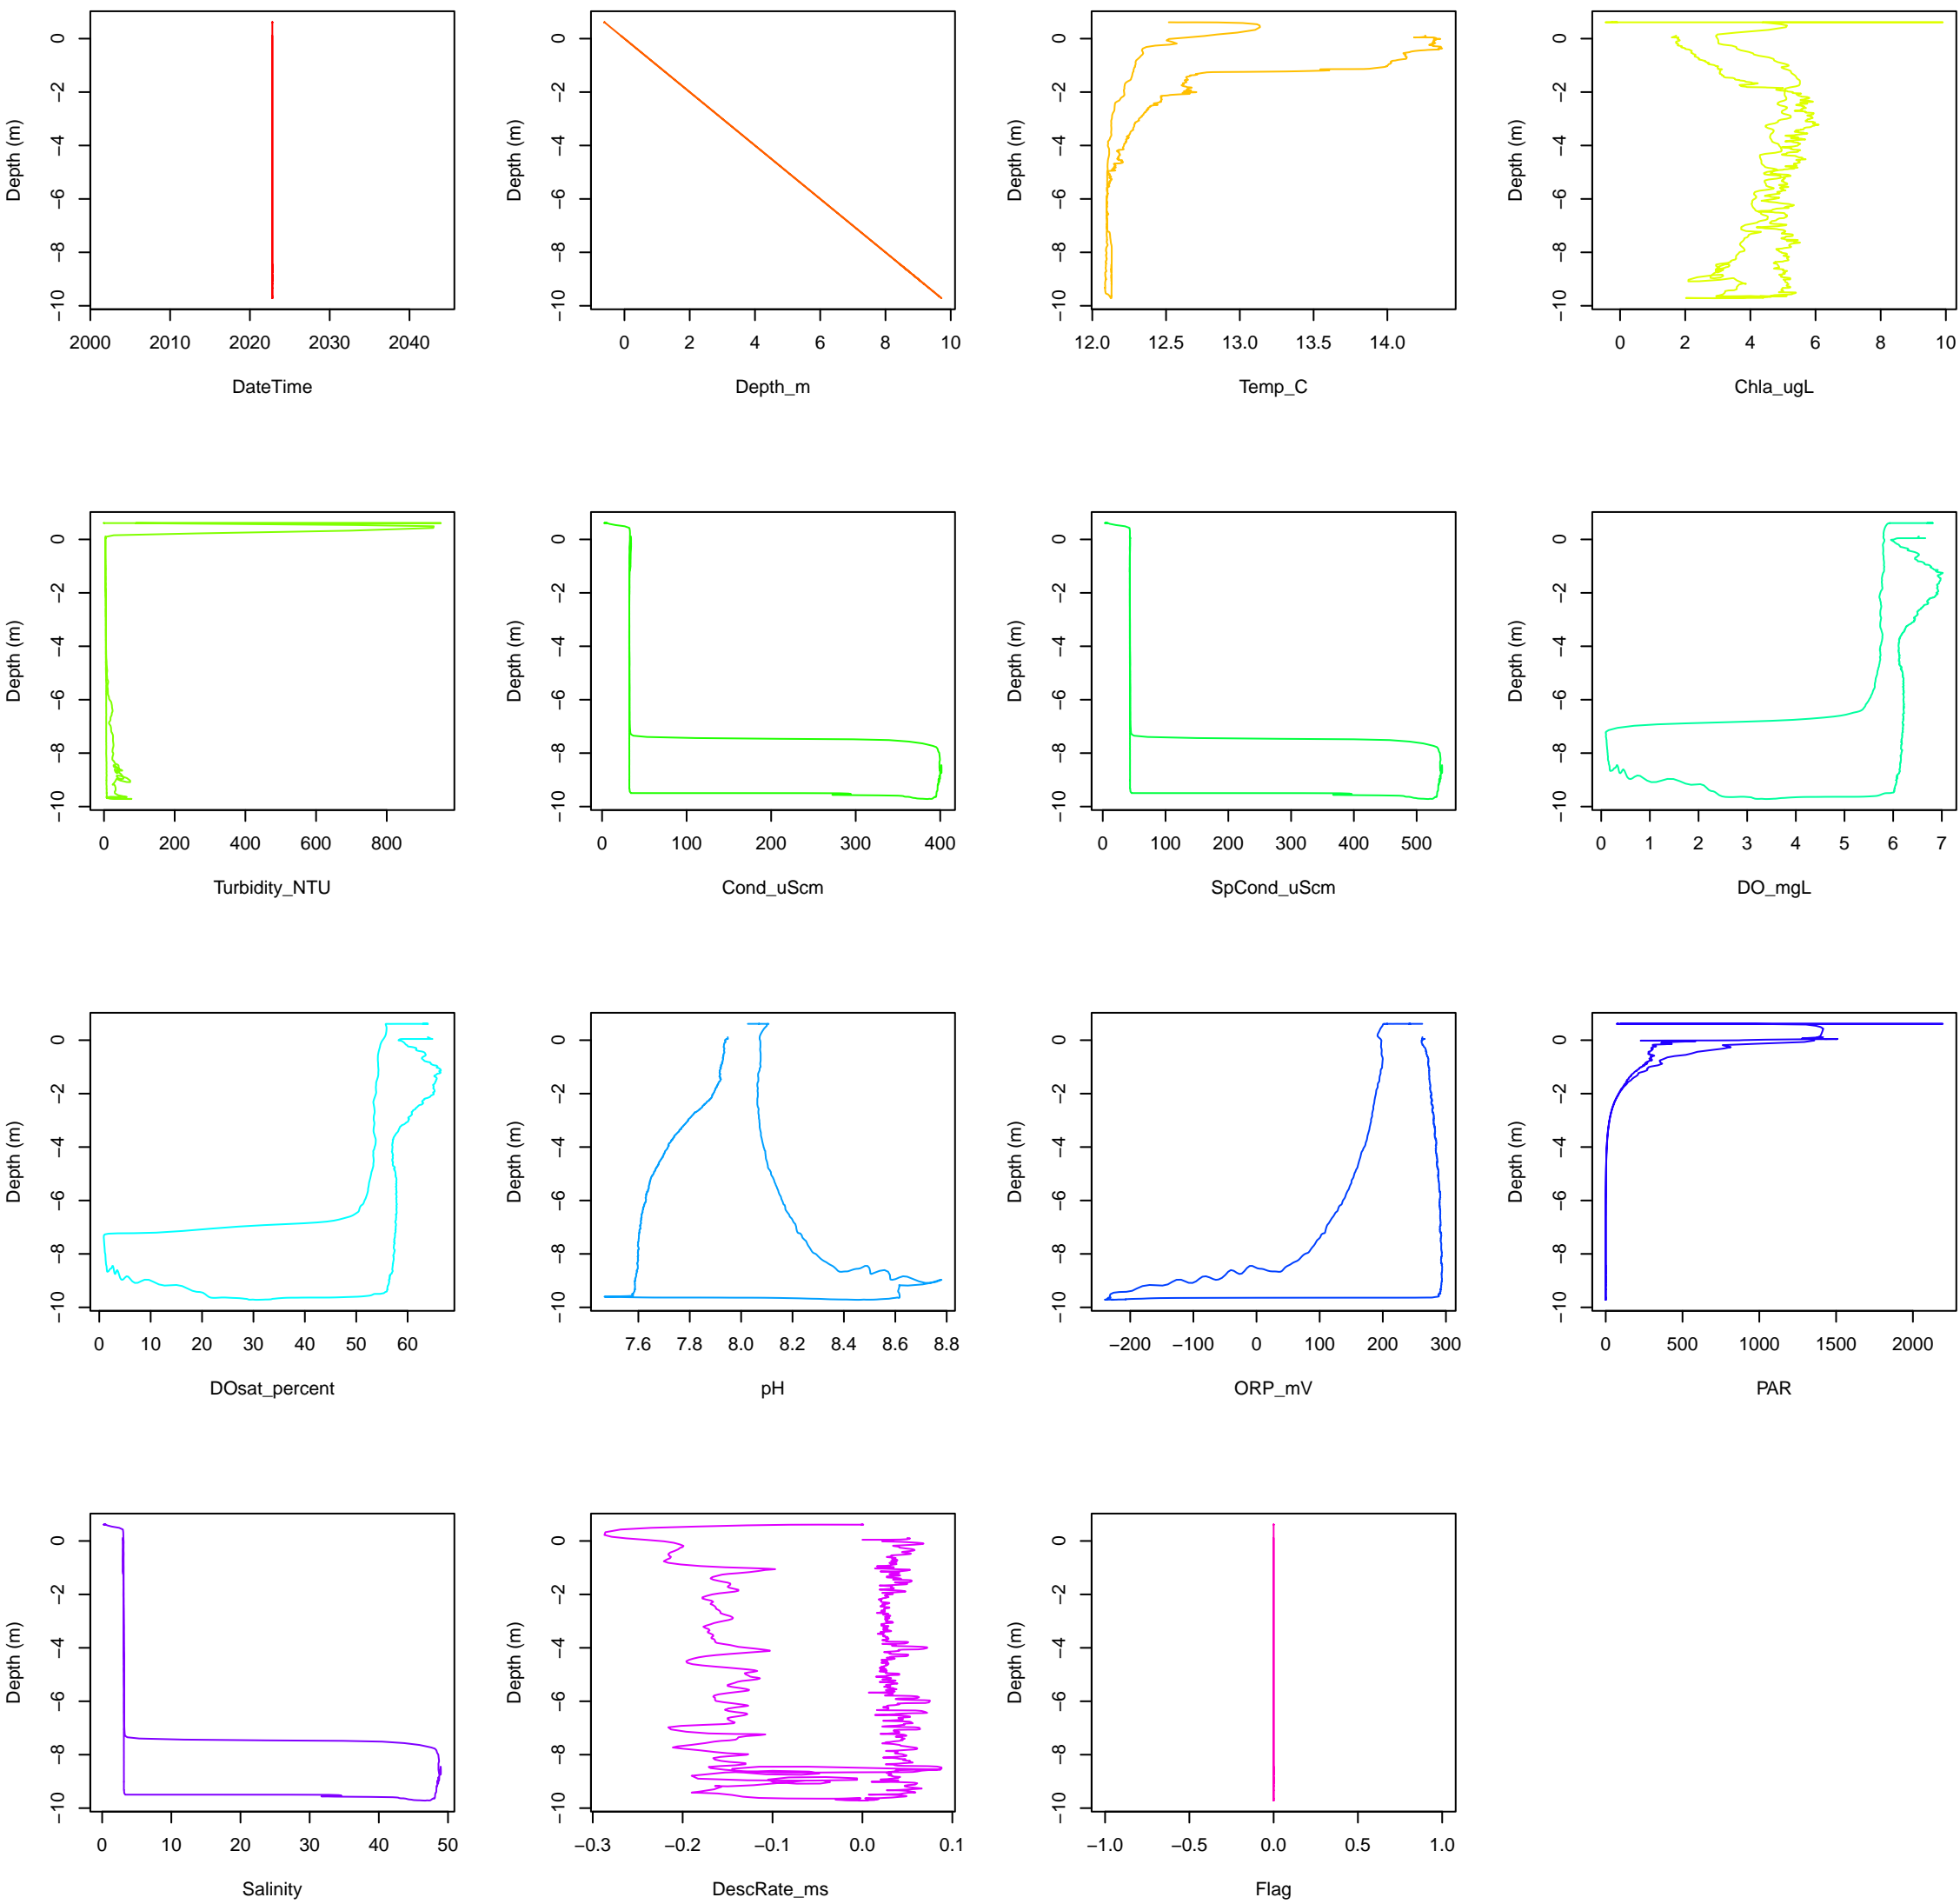 Depth (m)
0
−2
−4
−6
−8
−10
2000 2010 2020 2030 2040
DateTime
Depth (m)
0
−2
−4
−6
−8
−10
0 2 4 6 8 10
Depth_m
Depth (m)
0
−2
−4
−6
−8
−10
12.0 12.5 13.0 13.5 14.0
Temp_C
Depth (m)
0
−2
−4
−6
−8
−10
0 2 4 6 8 10
Chla_ugL
Depth (m)
0
−2
−4
−6
−8
−10
0 200 400 600 800
Turbidity_NTU
Depth (m)
0
−2
−4
−6
−8
−10
0 100 200 300 400
Cond_uScm
Depth (m)
0
−2
−4
−6
−8
−10
0 100 200 300 400 500
SpCond_uScm
Depth (m)
0
−2
−4
−6
−8
−10
0 1 2 3 4 5 6 7
DO_mgL
Depth (m)
0
−2
−4
−6
−8
−10
0 10 20 30 40 50 60
DOsat_percent
Depth (m)
0
−2
−4
−6
−8
−10
7.6 7.8 8.0 8.2 8.4 8.6 8.8
pH
Depth (m)
0
−2
−4
−6
−8
−10
−200 −100 0 100 200 300
ORP_mV
Depth (m)
0
−2
−4
−6
−8
−10
0 500 1000 1500 2000
PAR
Depth (m)
0
−2
−4
−6
−8
−10
0 10 20 30 40 50
Salinity
Depth (m)
0
−2
−4
−6
−8
−10
−0.3 −0.2 −0.1 0.0 0.1
DescRate_ms
Depth (m)
0
−2
−4
−6
−8
−10
−1.0 −0.5 0.0 0.5 1.0
Flag